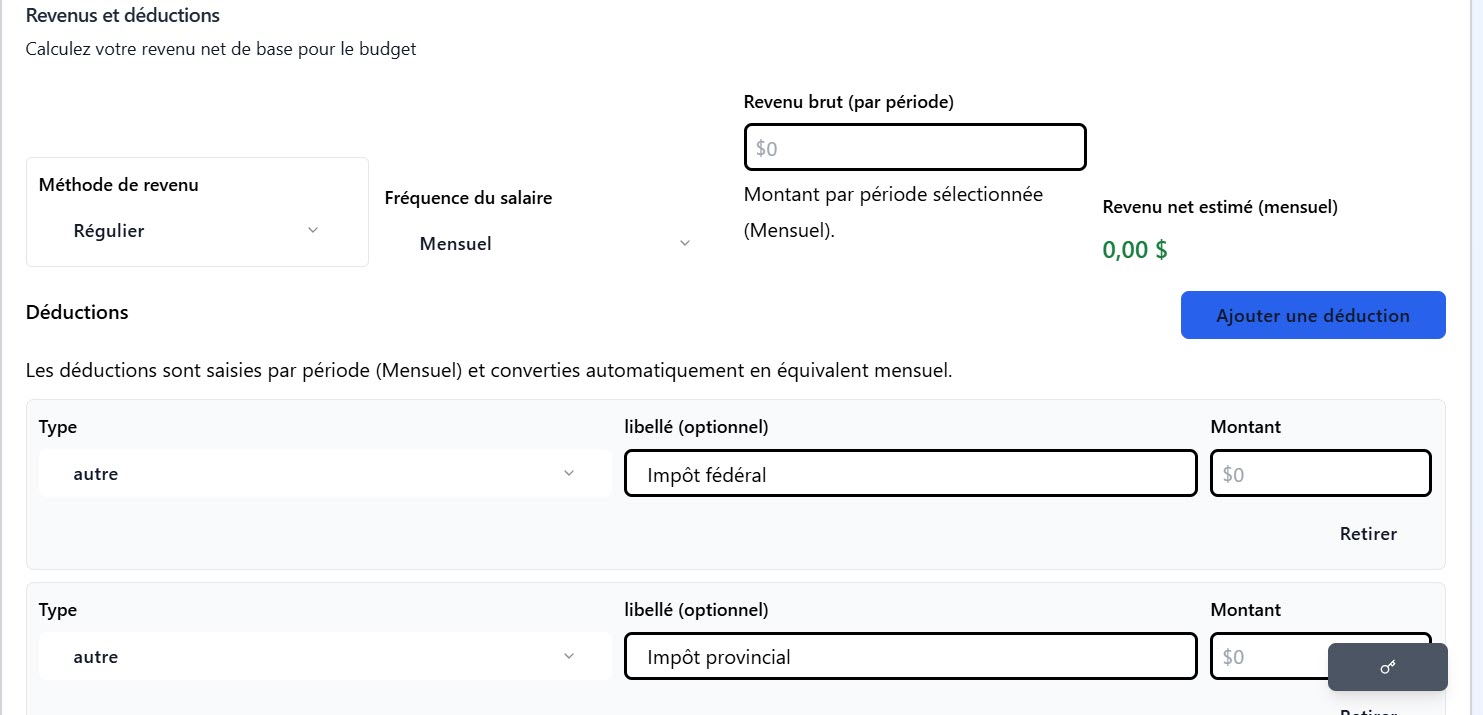 Revenus et déductions
Calculez votre revenu net de base pour le budget
Méthode de revenu
Régulier
Fréquence du salaire
Mensuel
Revenu brut (par période)
$0
Montant par période sélectionnée
(Mensuel).
Revenu net estimé (mensuel)
0,00 $
Déductions
Ajouter une déduction
Les déductions sont saisies par période (Mensuel) et converties automatiquement en équivalent mensuel.
Type
libellé (optionnel)
Montant
autre
Impôt fédéral
$0
Retirer
Type
libellé (optionnel)
Montant
autre
Impôt provincial
$0
Retirer